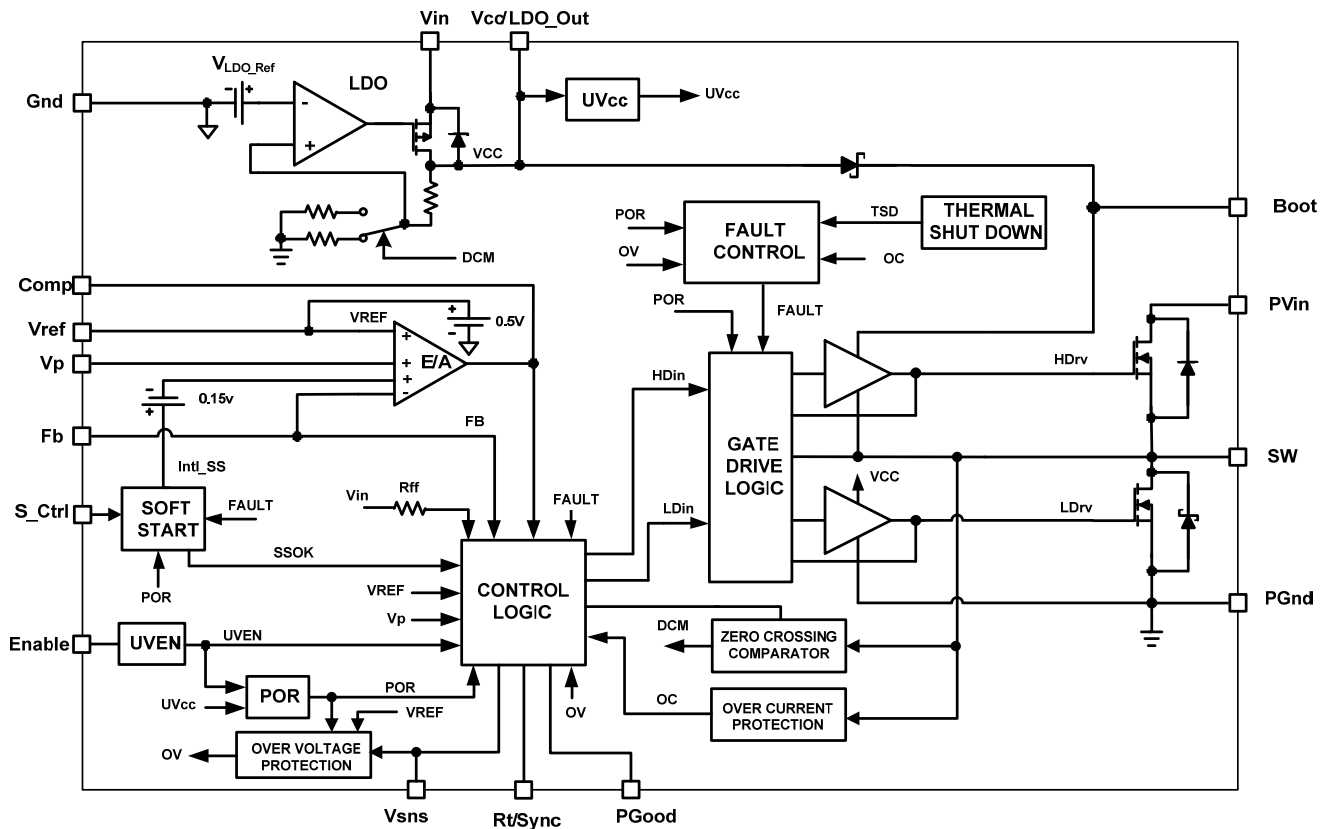 Vin
Vcc/LDO_Out
VLDO_Ref
-
+
LDO
Gnd
-
+
UVcc
UVcc
VCC
DCM
Boot
POR
OV
FAULT
CONTROL
TSD
THERMAL
SHUT DOWN
OC
Comp
Vref
VREF
+
-
0.5V
Vp
+
+
+
-
E/A
-
+
0.15v
POR
FAULT
PVin
HDrv
HDin
Fb
FB
Intl_SS
GATE
DRIVE
LOGIC
SW
VCC
S_Ctrl
SOFT
START
FAULT
Vin
Rff
FAULT
LDin
LDrv
SSOK
POR
VREF
Vp
CONTROL
LOGIC
PGnd
Enable
UVEN
UVEN
DCM
ZERO CROSSING
COMPARATOR
UVcc
POR
POR
VREF
OV
OC
OVER CURRENT
PROTECTION
OV
OVER VOLTAGE
PROTECTION
Vsns
Rt/Sync
PGood